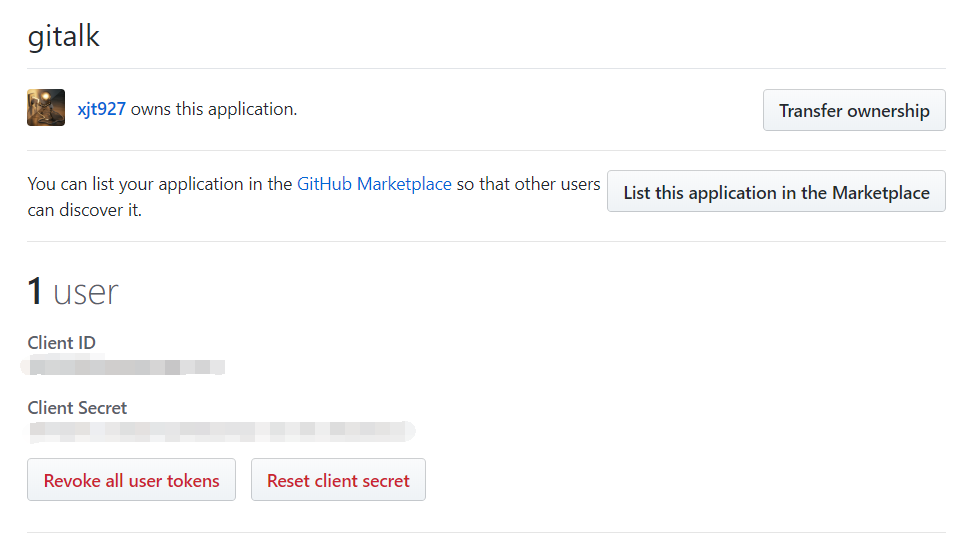 gitalk
xjt927 owns this application.
Transfer ownership
You can list your application in the GitHub Marketplace so that other users
can discover it.
List this application in the Marketplace
1 user
Client ID
Client Secret
Revoke all user tokens
Reset client secret